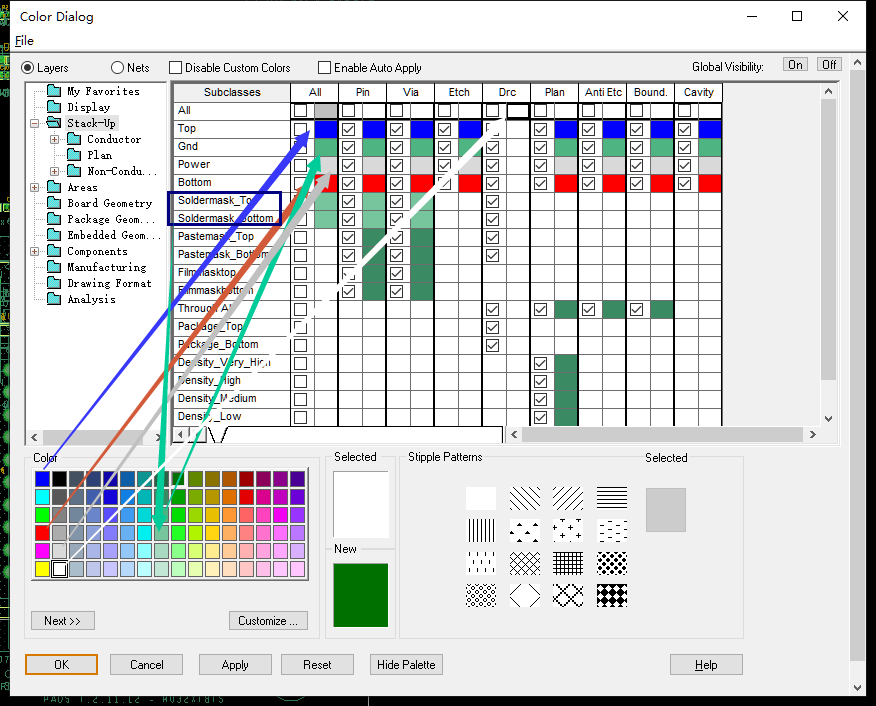 Color Dialog
File
Layers
Nets
Disable Custom Colors
Enable Auto Apply
Global Visibility:
On
Off
My Favorites
Display
Stack-Up
Conductor
Plan
Non-Condu...
Areas
Board Geometry
Package Geom...
Embedded Geom...
Components
Manufacturing
Drawing Format
Analysis
Subclasses
All
Pin
Via
Etch
Drc
Plan
Anti Etc
Bound.
Cavity
All
Top
Gnd
Power
Bottom
Soldermask_Top
Soldermask_Bottom
Pastemask_Top
Pastemask_Bottom
Filmmasktop
Filmmaskbottom
Through All
Package_Top
Package_Bottom
Density_Very_High
Density_High
Density_Medium
Density_Low
Color
Selected
New
Stipple Patterns
Selected
Next >>
Customize ...
OK
Cancel
Apply
Reset
Hide Palette
Help